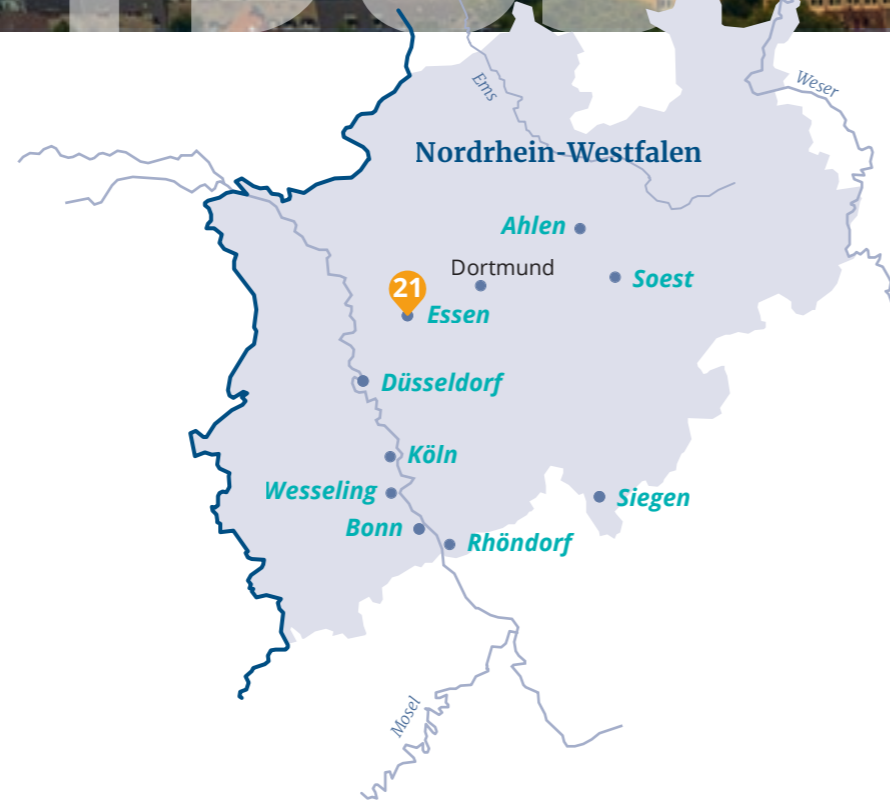 Ems
Weser
Nordrhein-Westfalen
Ahlen
Dortmund
Soest
21
Essen
Düsseldorf
Köln
Wesseling
Siegen
Bonn
Rhöndorf
Mosel